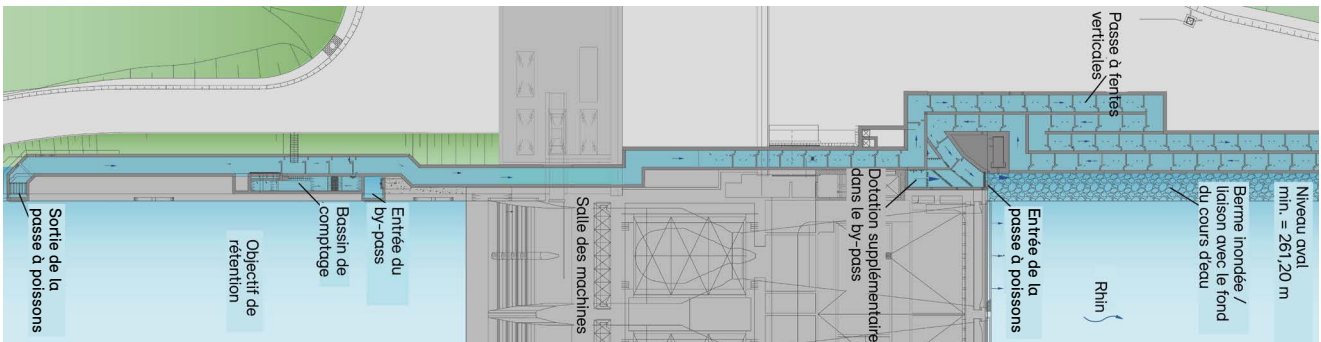 Sortie de la
passe à poissons
Objectif de
rétention
Bassin de
comptage
Entrée du
by-pass
Salle des machines
Dotation supplémentaire
dans le by-pass
Entrée de la
passe à poissons
Passe à fentes
verticales
Rhin
Berme inondée /
liaison avec le fond
du cours d'eau
Niveau aval
min. = 261,20 m